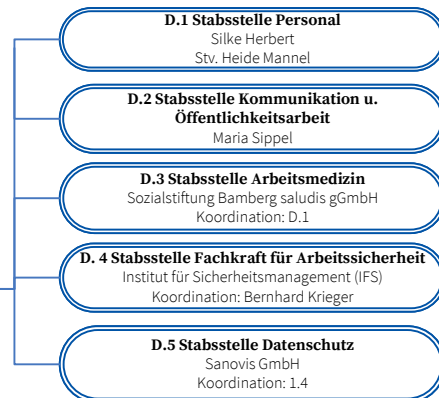 D.1 Stabsstelle Personal
Silke Herbert
Stv. Heide Mannel
D.2 Stabsstelle Kommunikation u.
Öffentlichkeitsarbeit
Maria Sippel
D.3 Stabsstelle Arbeitsmedizin
Sozialstiftung Bamberg saludis gGmbH
Koordination: D.1
D. 4 Stabsstelle Fachkraft für Arbeitssicherheit
Institut für Sicherheitsmanagement (IFS)
Koordination: Bernhard Krieger
D.5 Stabsstelle Datenschutz
Sanovis GmbH
Koordination: 1.4